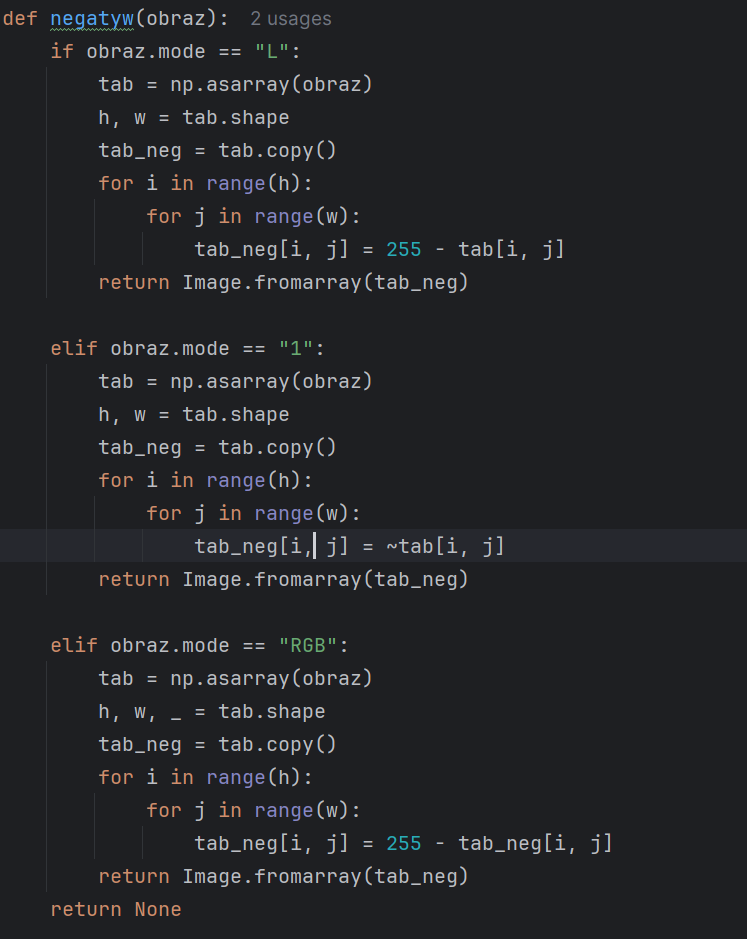 def negatyw(obraz):  2 usages
    if obraz.mode == "L":
        tab = np.asarray(obraz)
        h, w = tab.shape
        tab_neg = tab.copy()
        for i in range(h):
            for j in range(w):
                tab_neg[i, j] = 255 - tab[i, j]
        return Image.fromarray(tab_neg)

    elif obraz.mode == "1":
        tab = np.asarray(obraz)
        h, w = tab.shape
        tab_neg = tab.copy()
        for i in range(h):
            for j in range(w):
                tab_neg[i, j] = ~tab[i, j]
        return Image.fromarray(tab_neg)

    elif obraz.mode == "RGB":
        tab = np.asarray(obraz)
        h, w, _ = tab.shape
        tab_neg = tab.copy()
        for i in range(h):
            for j in range(w):
                tab_neg[i, j] = 255 - tab_neg[i, j]
        return Image.fromarray(tab_neg)
    return None